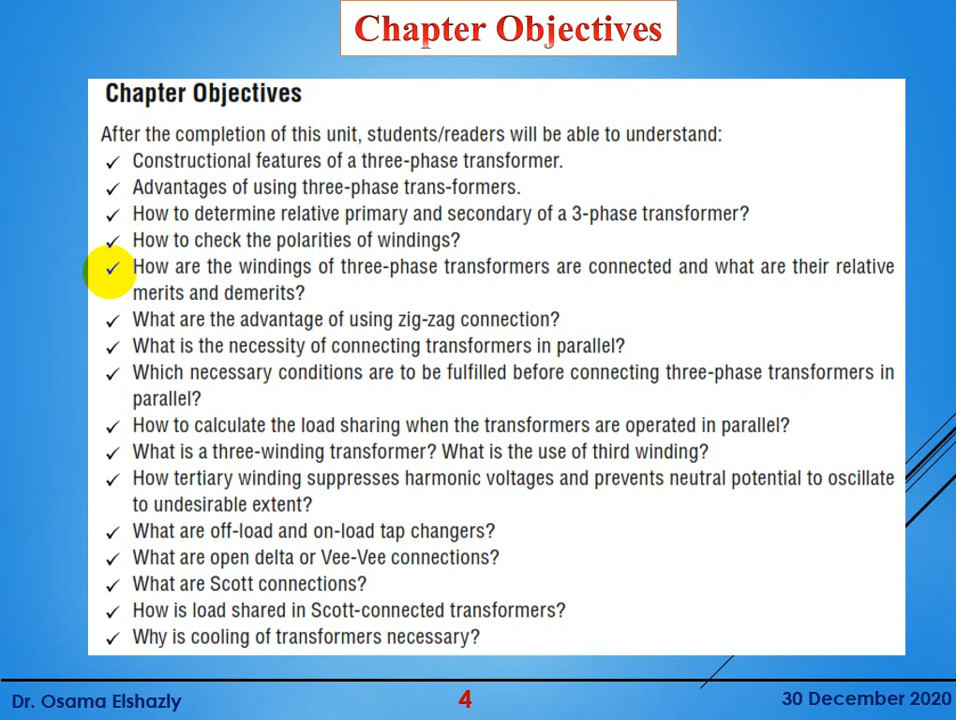 Chapter Objectives
Chapter Objectives
After the completion of this unit, students/readers will be able to understand:
✓ Constructional features of a three-phase transformer.
✓ Advantages of using three-phase trans-formers.
✓ How to determine relative primary and secondary of a 3-phase transformer?
✓ How to check the polarities of windings?
✓ How are the windings of three-phase transformers are connected and what are their relative
merits and demerits?
✓ What are the advantage of using zig-zag connection?
✓ What is the necessity of connecting transformers in parallel?
✓ Which necessary conditions are to be fulfilled before connecting three-phase transformers in
parallel?
✓ How to calculate the load sharing when the transformers are operated in parallel?
✓ What is a three-winding transformer? What is the use of third winding?
✓ How tertiary winding suppresses harmonic voltages and prevents neutral potential to oscillate
to undesirable extent?
✓ What are off-load and on-load tap changers?
✓ What are open delta or Vee-Vee connections?
✓ What are Scott connections?
✓ How is load shared in Scott-connected transformers?
✓ Why is cooling of transformers necessary?
Dr. Osama Elshazly
4
30 December 2020